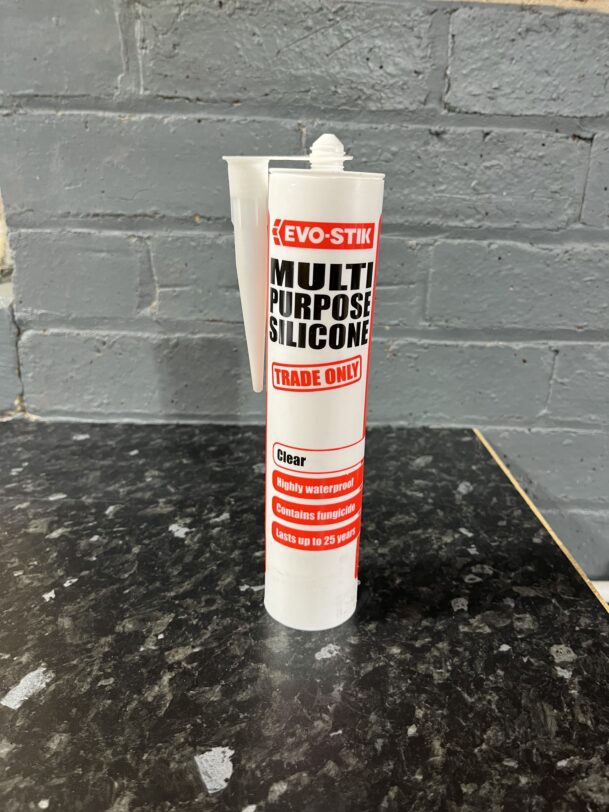 EVO-STIK
MULTI
PURPOSE
SILICONE
TRADE ONLY
Clear
Highly waterproof
Contains fungicide
Lasts up to 25 years